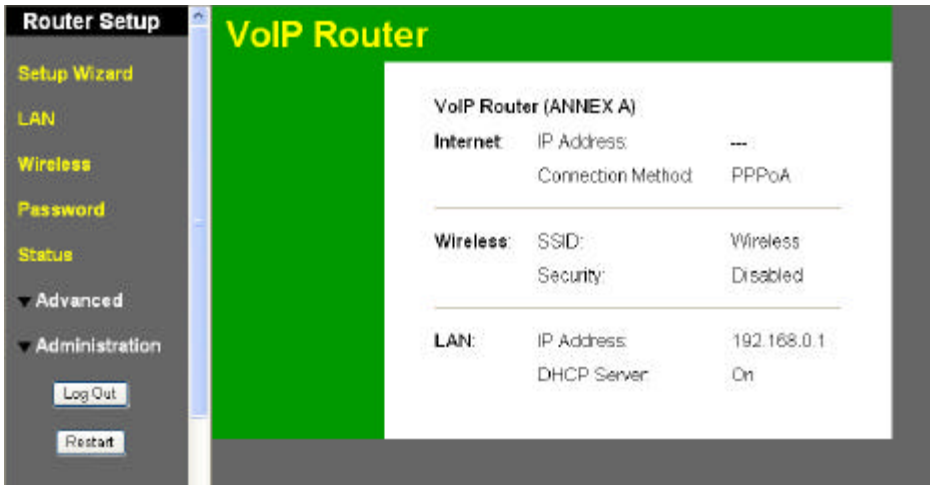 Router Setup
Setup Wizard
LAN
Wireless
Password
Status
Advanced
Administration
Log Out
Restart
VoIP Router
VoIP Router (ANNEX A)
Internet: IP Address: ---
Connection Method: PPPoA
Wireless: SSID: Wireless
Security: Disabled
LAN: IP Address: 192.168.0.1
DHCP Server: On